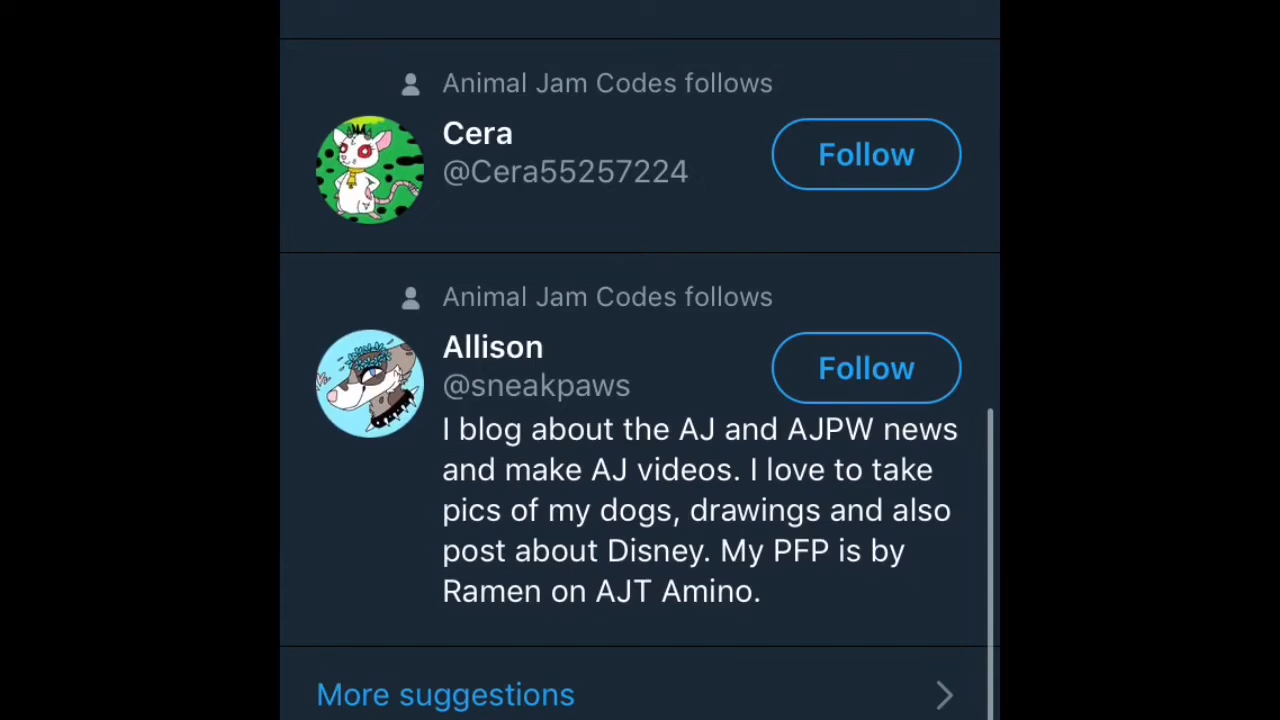 Animal Jam Codes follows
Cera
@Cera55257224
Follow
Animal Jam Codes follows
Allison
@sneakpaws
Follow
I blog about the AJ and AJPW news
and make AJ videos. I love to take
pics of my dogs, drawings and also
post about Disney. My PFP is by
Ramen on AJT Amino.
More suggestions